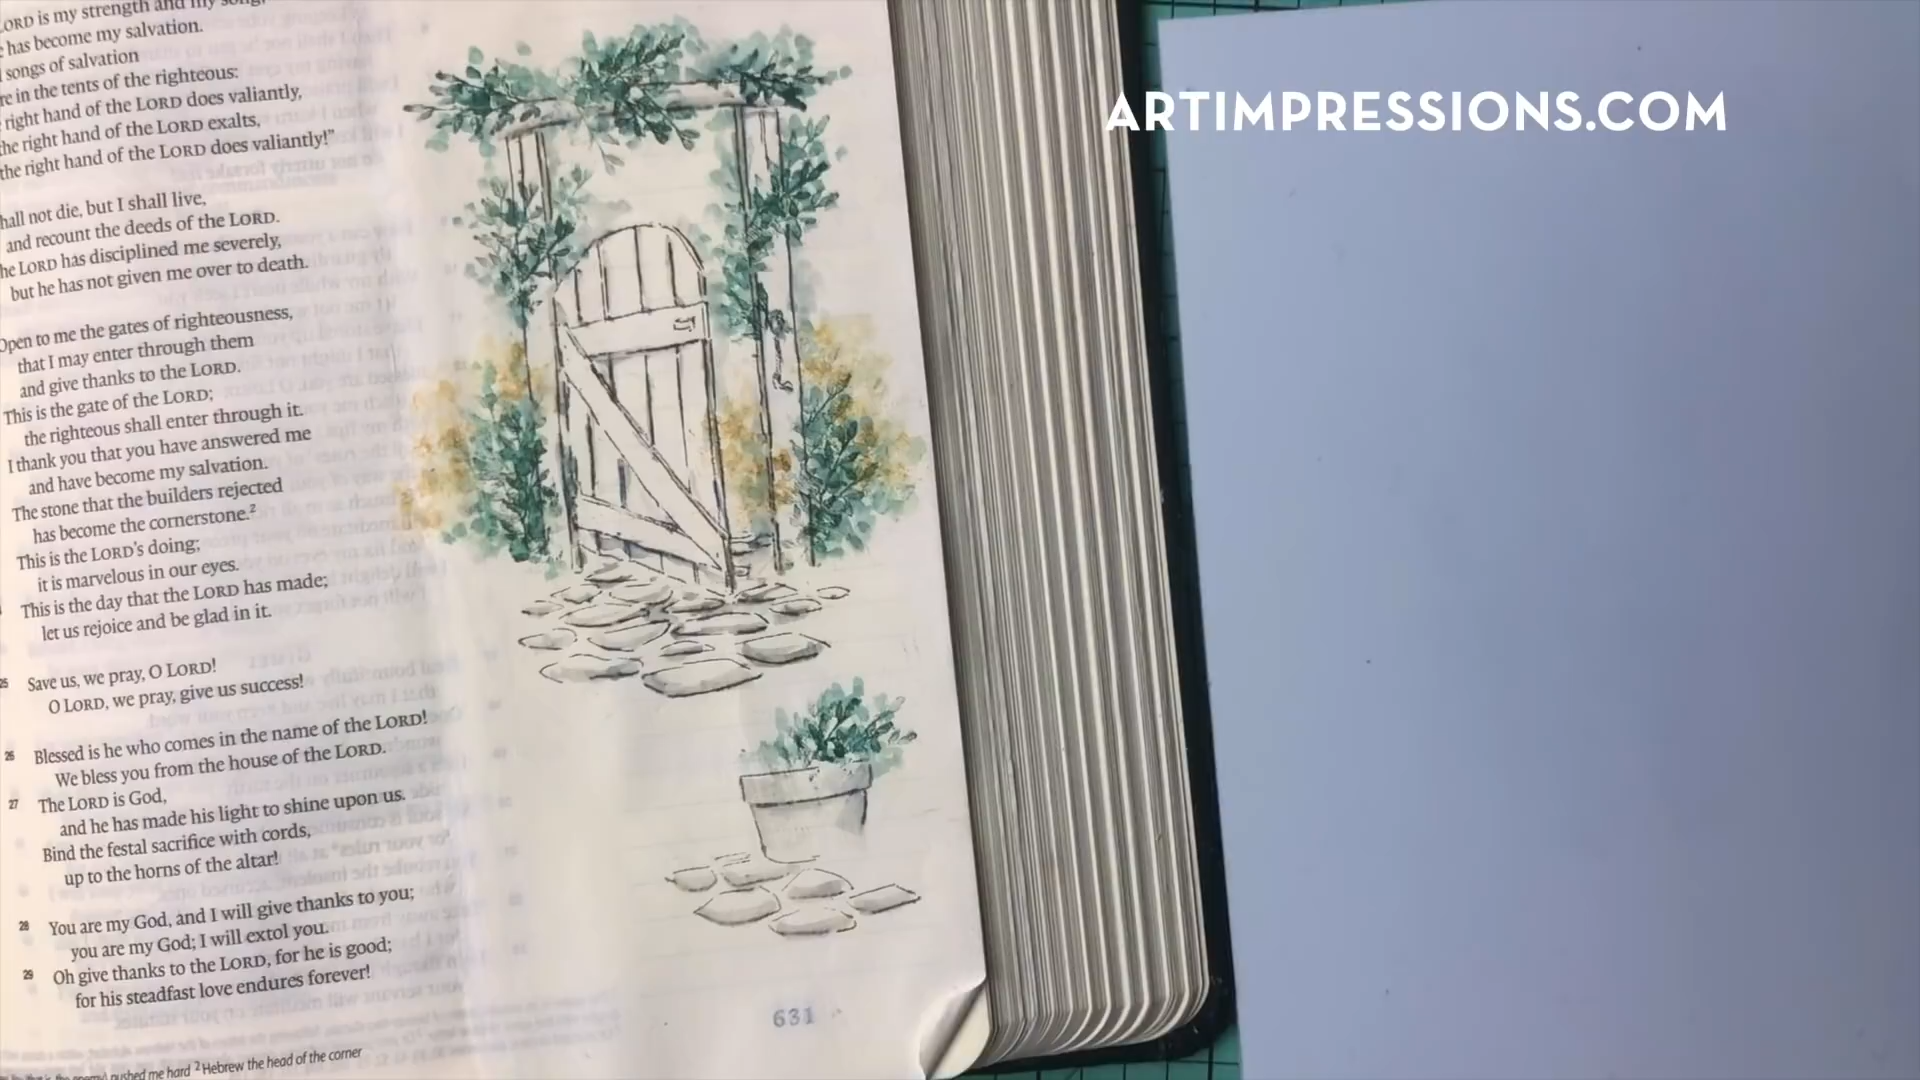 LORD is my strength and my song;
has become my salvation.
songs of salvation
in the tents of the righteous:
right hand of the LORD does valiantly,
the right hand of the LORD exalts,
the right hand of the LORD does valiantly!”
shall not die, but I shall live,
and recount the deeds of the LORD.
The LORD has disciplined me severely,
but he has not given me over to death.
Open to me the gates of righteousness,
that I may enter through them
and give thanks to the LORD.
This is the gate of the LORD;
the righteous shall enter through it.
I thank you that you have answered me
and have become my salvation.
The stone that the builders rejected
has become the cornerstone.2
This is the LORD's doing;
it is marvelous in our eyes.
This is the day that the LORD has made;
let us rejoice and be glad in it.
25 Save us, we pray, O LORD!
O LORD, we pray, give us success!
26 Blessed is he who comes in the name of the LORD!
We bless you from the house of the LORD.
27 The LORD is God,
and he has made his light to shine upon us.
Bind the festal sacrifice with cords,
up to the horns of the altar!
28 You are my God, and I will give thanks to you;
you are my God; I will extol you.
29 Oh give thanks to the LORD, for he is good;
for his steadfast love endures forever!
pushed me hard 2 Hebrew the head of the corner
631
ARTIMPRESSIONS.COM